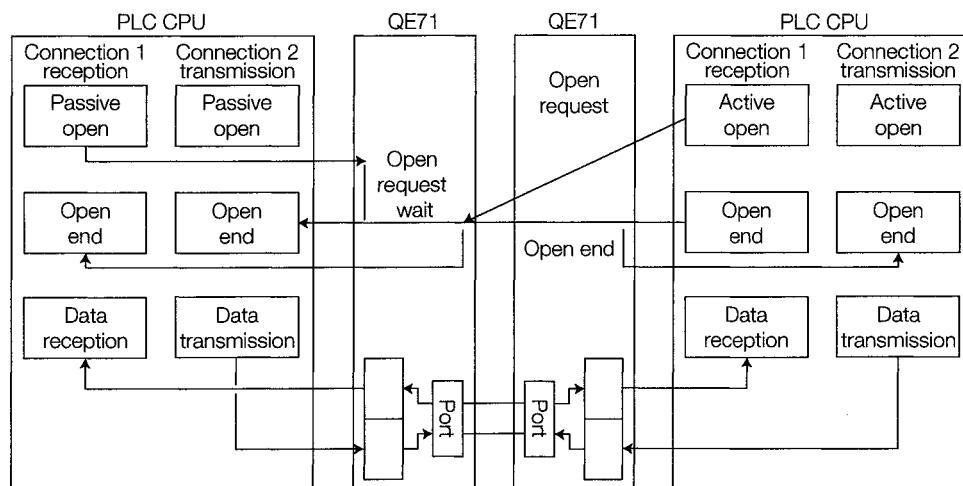 PLC CPU
QE71
QE71
PLC CPU
Connection 1
reception
Connection 2
transmission
Passive
open
Passive
open
Open
end
Open
end
Data
reception
Data
transmission
Open
request
wait
Port
Open
request
Open end
Port
Connection 1
reception
Connection 2
transmission
Active
open
Active
open
Open
end
Open
end
Data
reception
Data
transmission